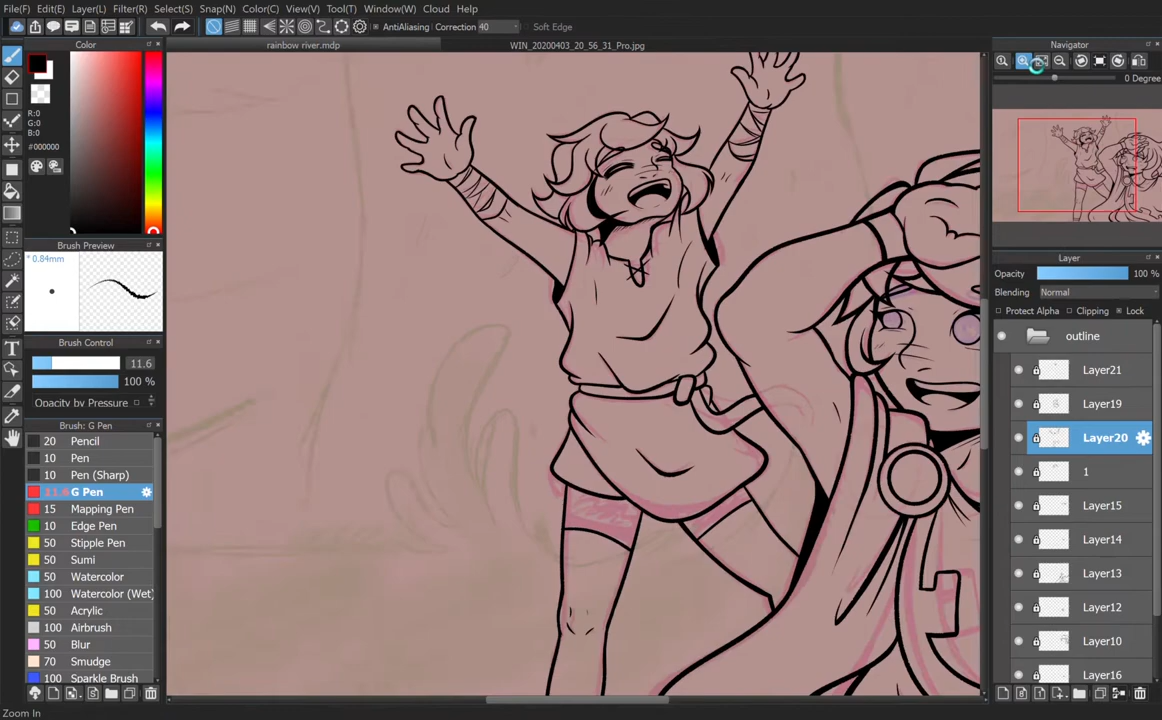 File(F) Edit(E) Layer(L) Filter(R) Select(S) Snap(N) Color(C) View(V) Tool(T) Window(W) Cloud Help
AntiAliasing Correction 40 Soft Edge
Color
rainbow river.mdp
WIN_20200403_20_56_31_Pro.jpg
Navigator
0 Degree
R:0
G:0
B:0
#000000
Brush Preview
* 0.84mm
Brush Control
11.6
100 %
Opacity by Pressure
Brush: G Pen
20 Pencil
10 Pen
10 Pen (Sharp)
11.6 G Pen
15 Mapping Pen
10 Edge Pen
50 Stipple Pen
50 Sumi
100 Watercolor
100 Watercolor (Wet)
50 Acrylic
100 Airbrush
50 Blur
70 Smudge
100 Sparkle Brush
Layer
Opacity 100 %
Blending Normal
Protect Alpha Clipping Lock
outline
Layer21
Layer19
Layer20
1
Layer15
Layer14
Layer13
Layer12
Layer10
Layer16
Zoom In